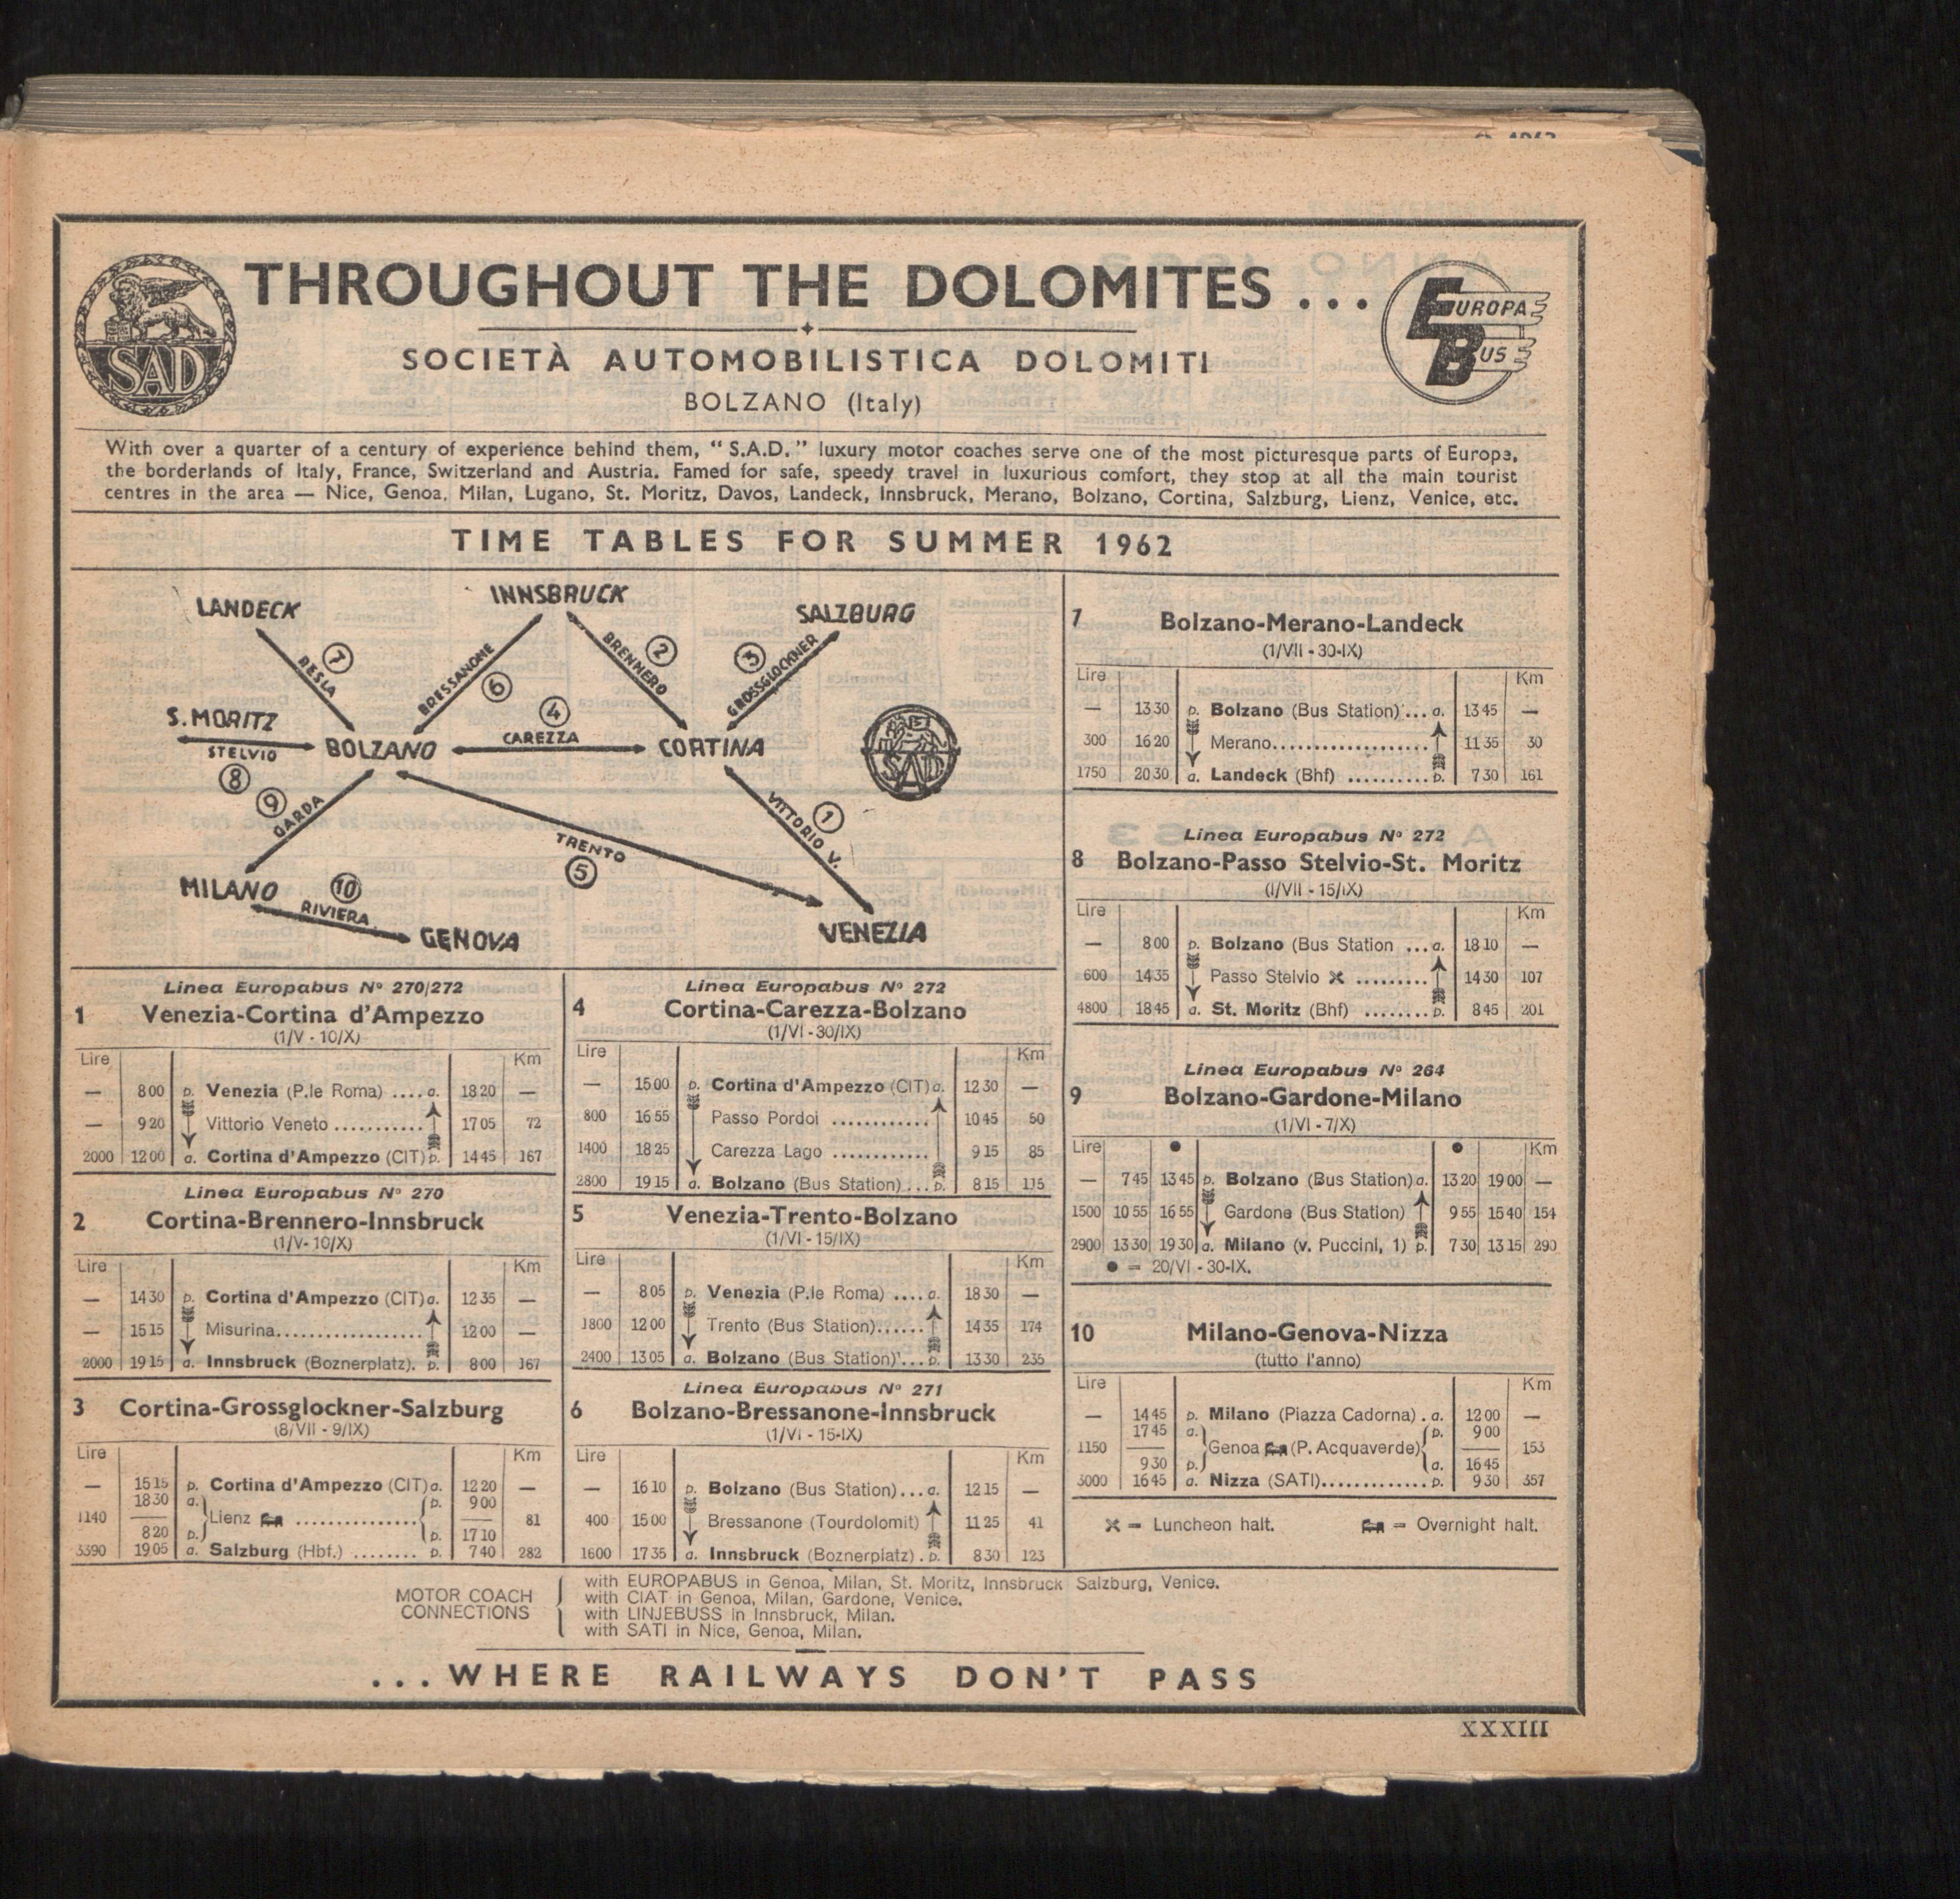 THROUGHOUT THE DOLOMITES ...
SAD
EUROPA BUS
SOCIETÀ AUTOMOBILISTICA DOLOMITI
BOLZANO (Italy)
With over a quarter of a century of experience behind them, “ S.A.D. ” luxury motor coaches serve one of the most picturesque parts of Europe,
the borderlands of Italy, France, Switzerland and Austria. Famed for safe, speedy travel in luxurious comfort, they stop at all the main tourist
centres in the area — Nice, Genoa, Milan, Lugano, St. Moritz, Davos, Landeck, Innsbruck, Merano, Bolzano, Cortina, Salzburg, Lienz, Venice, etc.
TIME TABLES FOR SUMMER 1962
LANDECK
INNSBRUCK
SALZBURG
7 RESIA
BRESSANONE 6
BRENNERO 2
3 GROSSGLOCKNER
S. MORITZ
STELVIO 8
BOLZANO
4 CAREZZA
CORTINA
SAD
9 GARDA
TRENTO 5
VITTORIO V. 1
MILANO
10 RIVIERA
GENOVA
VENEZIA
Linea Europabus Nº 270/272
1 Venezia-Cortina d'Ampezzo
(1/V - 10/X)
Lire Km
— 8 00 p. Venezia (P.le Roma) .... a. 18 20 —
— 9 20 Vittorio Veneto ........... 17 05 72
2000 12 00 a. Cortina d'Ampezzo (CIT) p. 14 45 167
Linea Europabus Nº 270
2 Cortina-Brennero-Innsbruck
(1/V - 10/X)
Lire Km
— 14 30 p. Cortina d'Ampezzo (CIT) a. 12 35 —
— 15 15 Misurina.................. 12 00 —
2000 19 15 a. Innsbruck (Boznerplatz). p. 8 00 167
3 Cortina-Grossglockner-Salzburg
(8/VII - 9/IX)
Lire Km
— 15 15 p. Cortina d'Ampezzo (CIT) a. 12 20 —
18 30 a. p. 9 00
1140 Lienz ............... 81
8 20 p. p. 17 10
3390 19 05 a. Salzburg (Hbf.) ........ p. 7 40 282
Linea Europabus Nº 272
4 Cortina-Carezza-Bolzano
(1/VI - 30/IX)
Lire Km
— 15 00 p. Cortina d'Ampezzo (CIT) a. 12 30 —
800 16 55 Passo Pordoi ............ 10 45 50
1400 18 25 Carezza Lago ............ 9 15 85
2800 19 15 a. Bolzano (Bus Station) ... p. 8 15 115
5 Venezia-Trento-Bolzano
(1/VI - 15/IX)
Lire Km
— 8 05 p. Venezia (P.le Roma) .... a. 18 30 —
1800 12 00 Trento (Bus Station)...... 14 35 174
2400 13 05 a. Bolzano (Bus Station)'... p. 13 30 235
Linea Europabus Nº 271
6 Bolzano-Bressanone-Innsbruck
(1/VI - 15-IX)
Lire Km
— 16 10 p. Bolzano (Bus Station)... a. 12 15 —
400 15 00 Bressanone (Tourdolomit) 11 25 41
1600 17 35 a. Innsbruck (Boznerplatz) . p. 8 30 123
7 Bolzano-Merano-Landeck
(1/VII - 30-IX)
Lire Km
— 13 30 p. Bolzano (Bus Station)'... a. 13 45 —
300 16 20 Merano................... 11 35 30
1750 20 30 a. Landeck (Bhf) .......... p. 7 30 161
Linea Europabus Nº 272
8 Bolzano-Passo Stelvio-St. Moritz
(I/VII - 15/IX)
Lire Km
— 8 00 p. Bolzano (Bus Station ... a. 18 10 —
600 14 35 Passo Stelvio ......... 14 30 107
4800 18 45 a. St. Moritz (Bhf) ........ p. 8 45 201
Linea Europabus Nº 264
9 Bolzano-Gardone-Milano
(1/VI - 7/X)
Lire ● ● Km
— 7 45 13 45 p. Bolzano (Bus Station) a. 13 20 19 00 —
1500 10 55 16 55 Gardone (Bus Station) 9 55 15 40 154
2900 13 30 19 30 a. Milano (v. Puccini, 1) p. 7 30 13 15 290
● = 20/VI - 30-IX.
10 Milano-Genova-Nizza
(tutto l'anno)
Lire Km
— 14 45 p. Milano (Piazza Cadorna) . a. 12 00 —
17 45 a. p. 9 00
1150 Genoa (P. Acquaverde) 153
9 30 p. a. 16 45
3000 16 45 a. Nizza (SATI)............. p. 9 30 357
= Luncheon halt. = Overnight halt.
MOTOR COACH CONNECTIONS
with EUROPABUS in Genoa, Milan, St. Moritz, Innsbruck Salzburg, Venice.
with CIAT in Genoa, Milan, Gardone, Venice.
with LINJEBUSS in Innsbruck, Milan.
with SATI in Nice, Genoa, Milan.
...WHERE RAILWAYS DON'T PASS
XXXIII